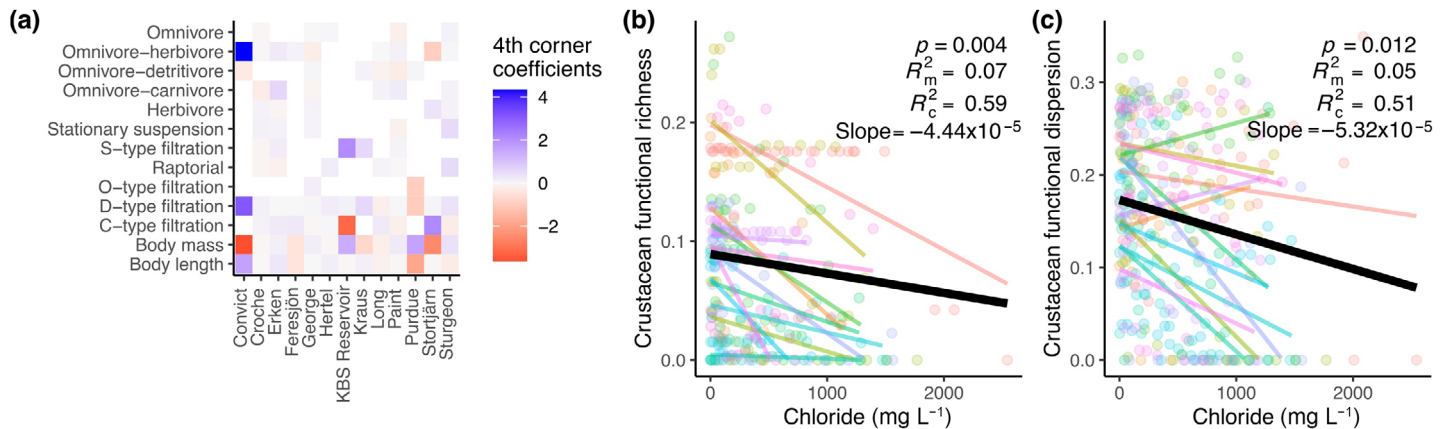 (a)
Omnivore
Omnivore−herbivore
Omnivore−detritivore
Omnivore−carnivore
Herbivore
Stationary suspension
S−type filtration
Raptorial
O−type filtration
D−type filtration
C−type filtration
Body mass
Body length
Convict
Croche
Erken
Feresjön
George
Hertel
KBS Reservoir
Kraus
Long
Paint
Purdue
Stortjärn
Sturgeon
4th corner
coefficients
4
2
0
−2
(b)
Crustacean functional richness
0.2
0.1
0.0
0
1000
2000
Chloride (mg L⁻¹)
p = 0.004
R²m = 0.07
R²c = 0.59
Slope= −4.44x10⁻⁵
(c)
Crustacean functional dispersion
0.3
0.2
0.1
0.0
0
1000
2000
Chloride (mg L⁻¹)
p = 0.012
R²m = 0.05
R²c = 0.51
Slope =−5.32x10⁻⁵